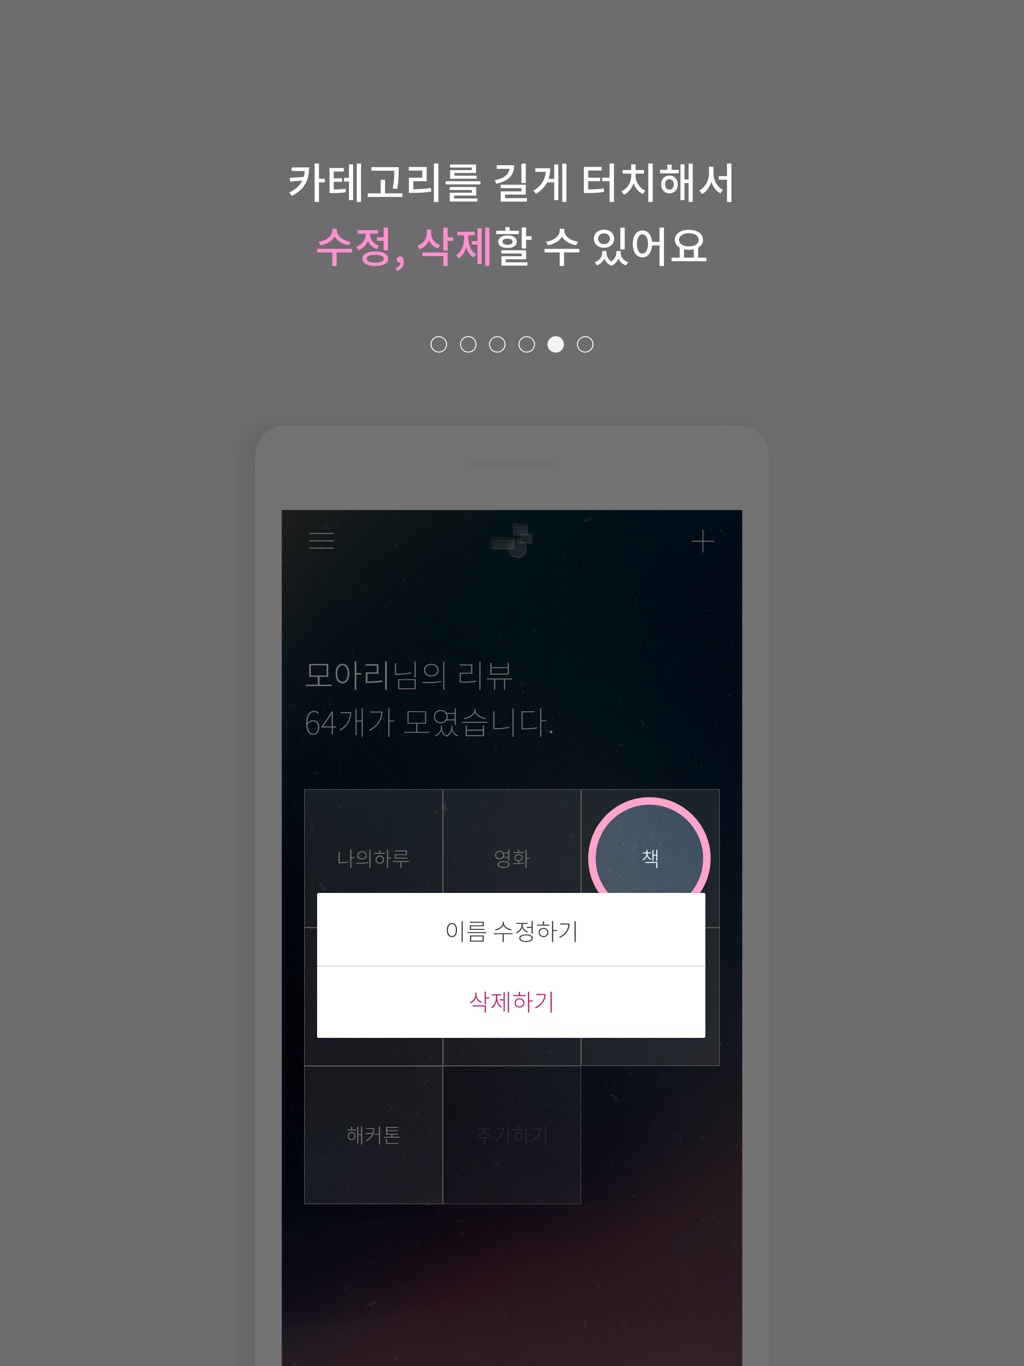 카테고리를 길게 터치해서
수정, 삭제할 수 있어요
모아리님의 리뷰
64개가 모였습니다.
나의하루
영화
책
이름 수정하기
삭제하기
해커톤
추가하기